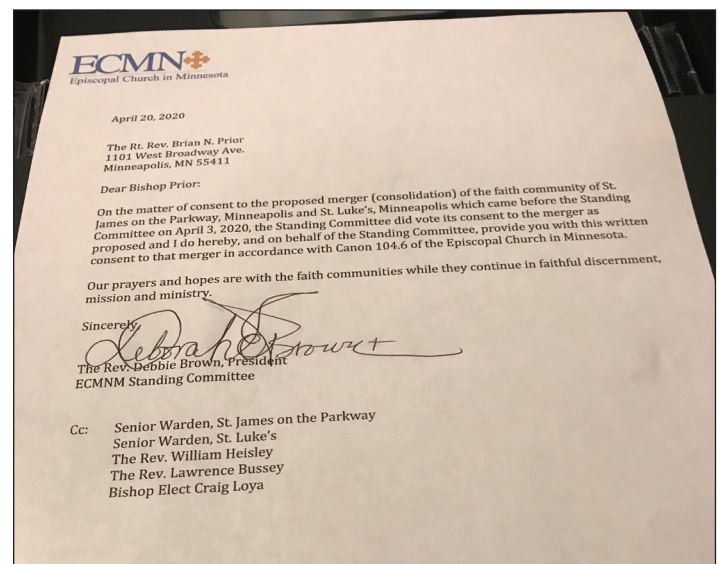 ECMN
Episcopal Church in Minnesota
April 20, 2020
The Rt. Rev. Brian N. Prior
1101 West Broadway Ave.
Minneapolis, MN 55411
Dear Bishop Prior:
On the matter of consent to the proposed merger (consolidation) of the faith community of St.
James on the Parkway, Minneapolis and St. Luke's, Minneapolis which came before the Standing
Committee on April 3, 2020, the Standing Committee did vote its consent to the merger as
proposed and I do hereby, and on behalf of the Standing Committee, provide you with this written
consent to that merger in accordance with Canon 104.6 of the Episcopal Church in Minnesota.
Our prayers and hopes are with the faith communities while they continue in faithful discernment,
mission and ministry.
Sincerely,
Deborah Brown+
The Rev. Debbie Brown, President
ECMNM Standing Committee
Cc: Senior Warden, St. James on the Parkway
Senior Warden, St. Luke's
The Rev. William Heisley
The Rev. Lawrence Bussey
Bishop Elect Craig Loya